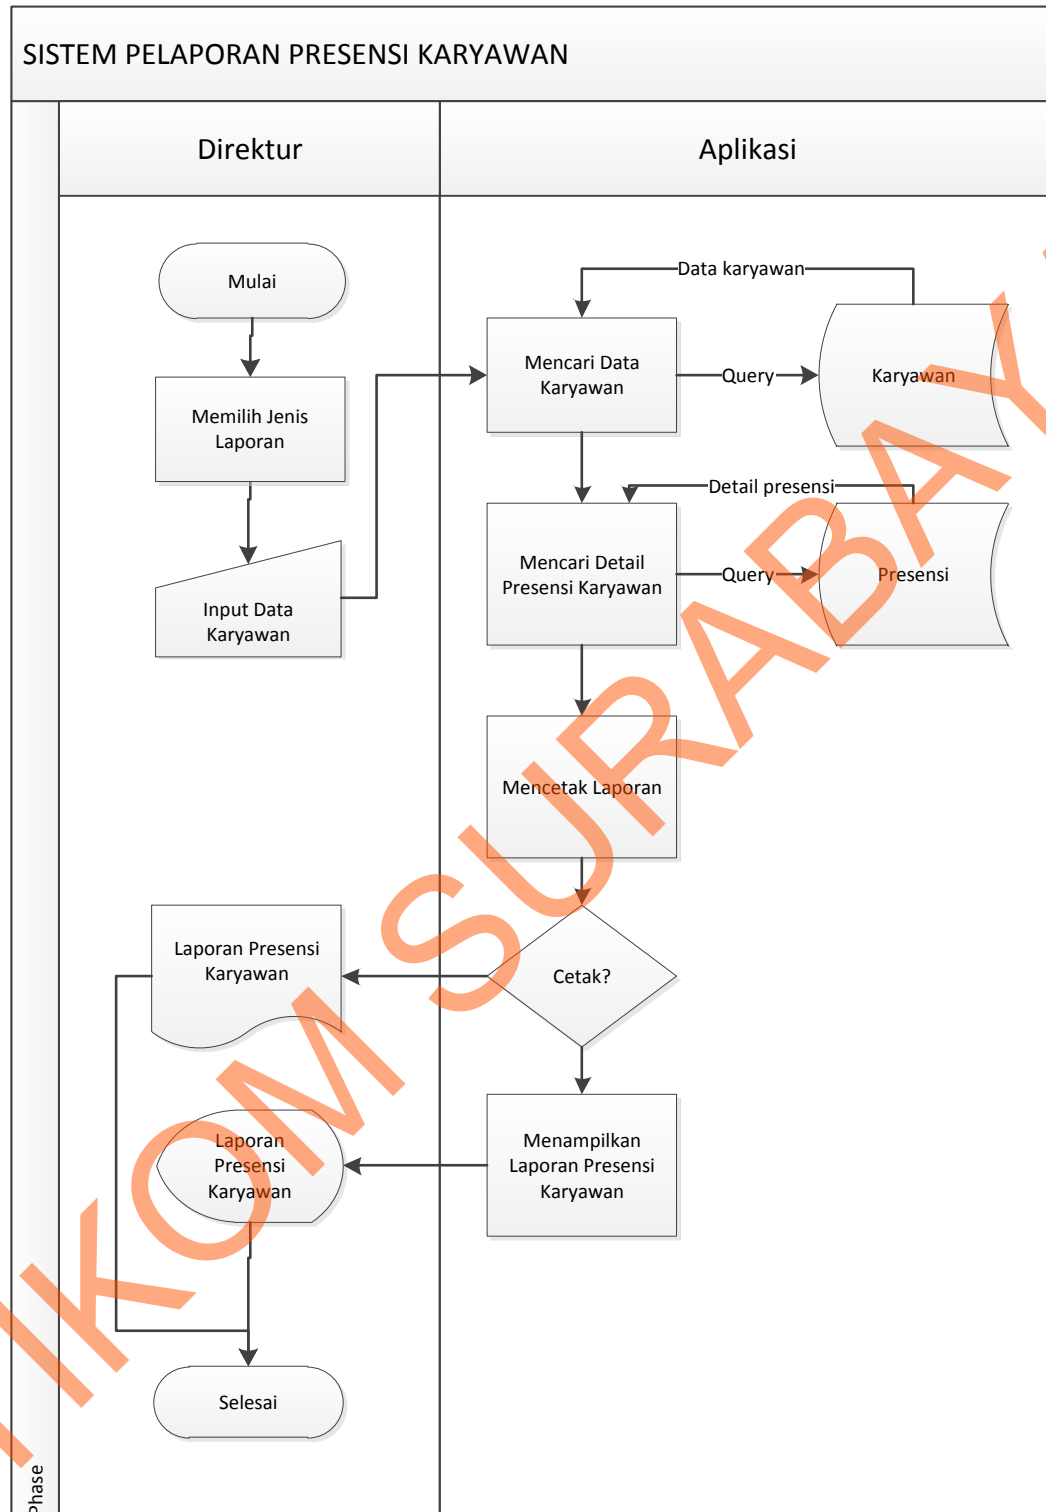 SISTEM PELAPORAN PRESENSI KARYAWAN
Direktur
Aplikasi
Mulai
Data karyawan
Mencari Data
Karyawan
Query
Karyawan
Memilih Jenis
Laporan
Detail presensi
Mencari Detail
Presensi Karyawan
Query
Presensi
Input Data
Karyawan
Mencetak Laporan
Laporan Presensi
Karyawan
Cetak?
Laporan
Presensi
Karyawan
Menampilkan
Laporan Presensi
Karyawan
Selesai
Phase
IKOM SURABAY